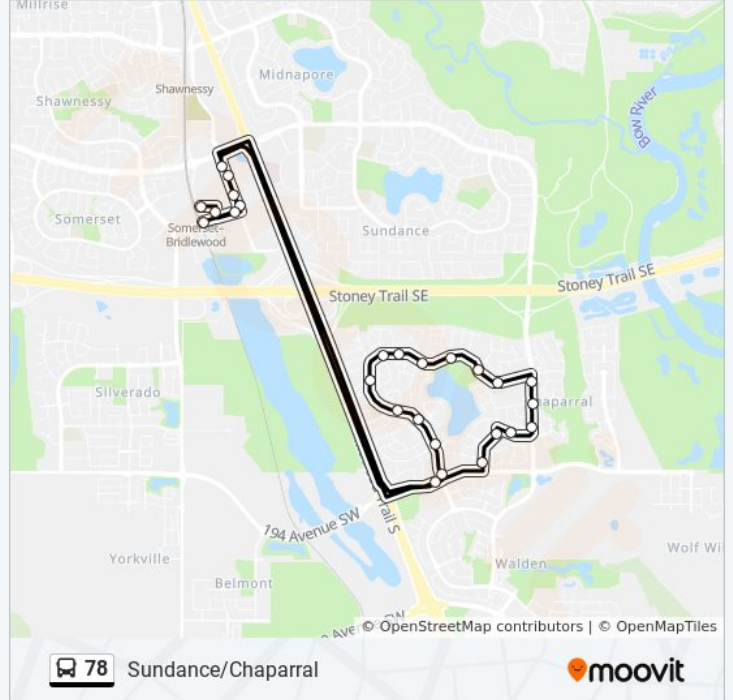 Millrise
Midnapore
Shawnessy
Shawnessy
Bow River
Somerset
Somerset–
Bridlewood
Sundance
Stoney Trail SE
Stoney Trail SE
Silverado
aparral
Trail S
194 Avenue SW
Yorkville
Walden
Wolf Wi
Belmont
© OpenStreetMap contributors | © OpenMapTiles
78 Sundance/Chaparral
moovit